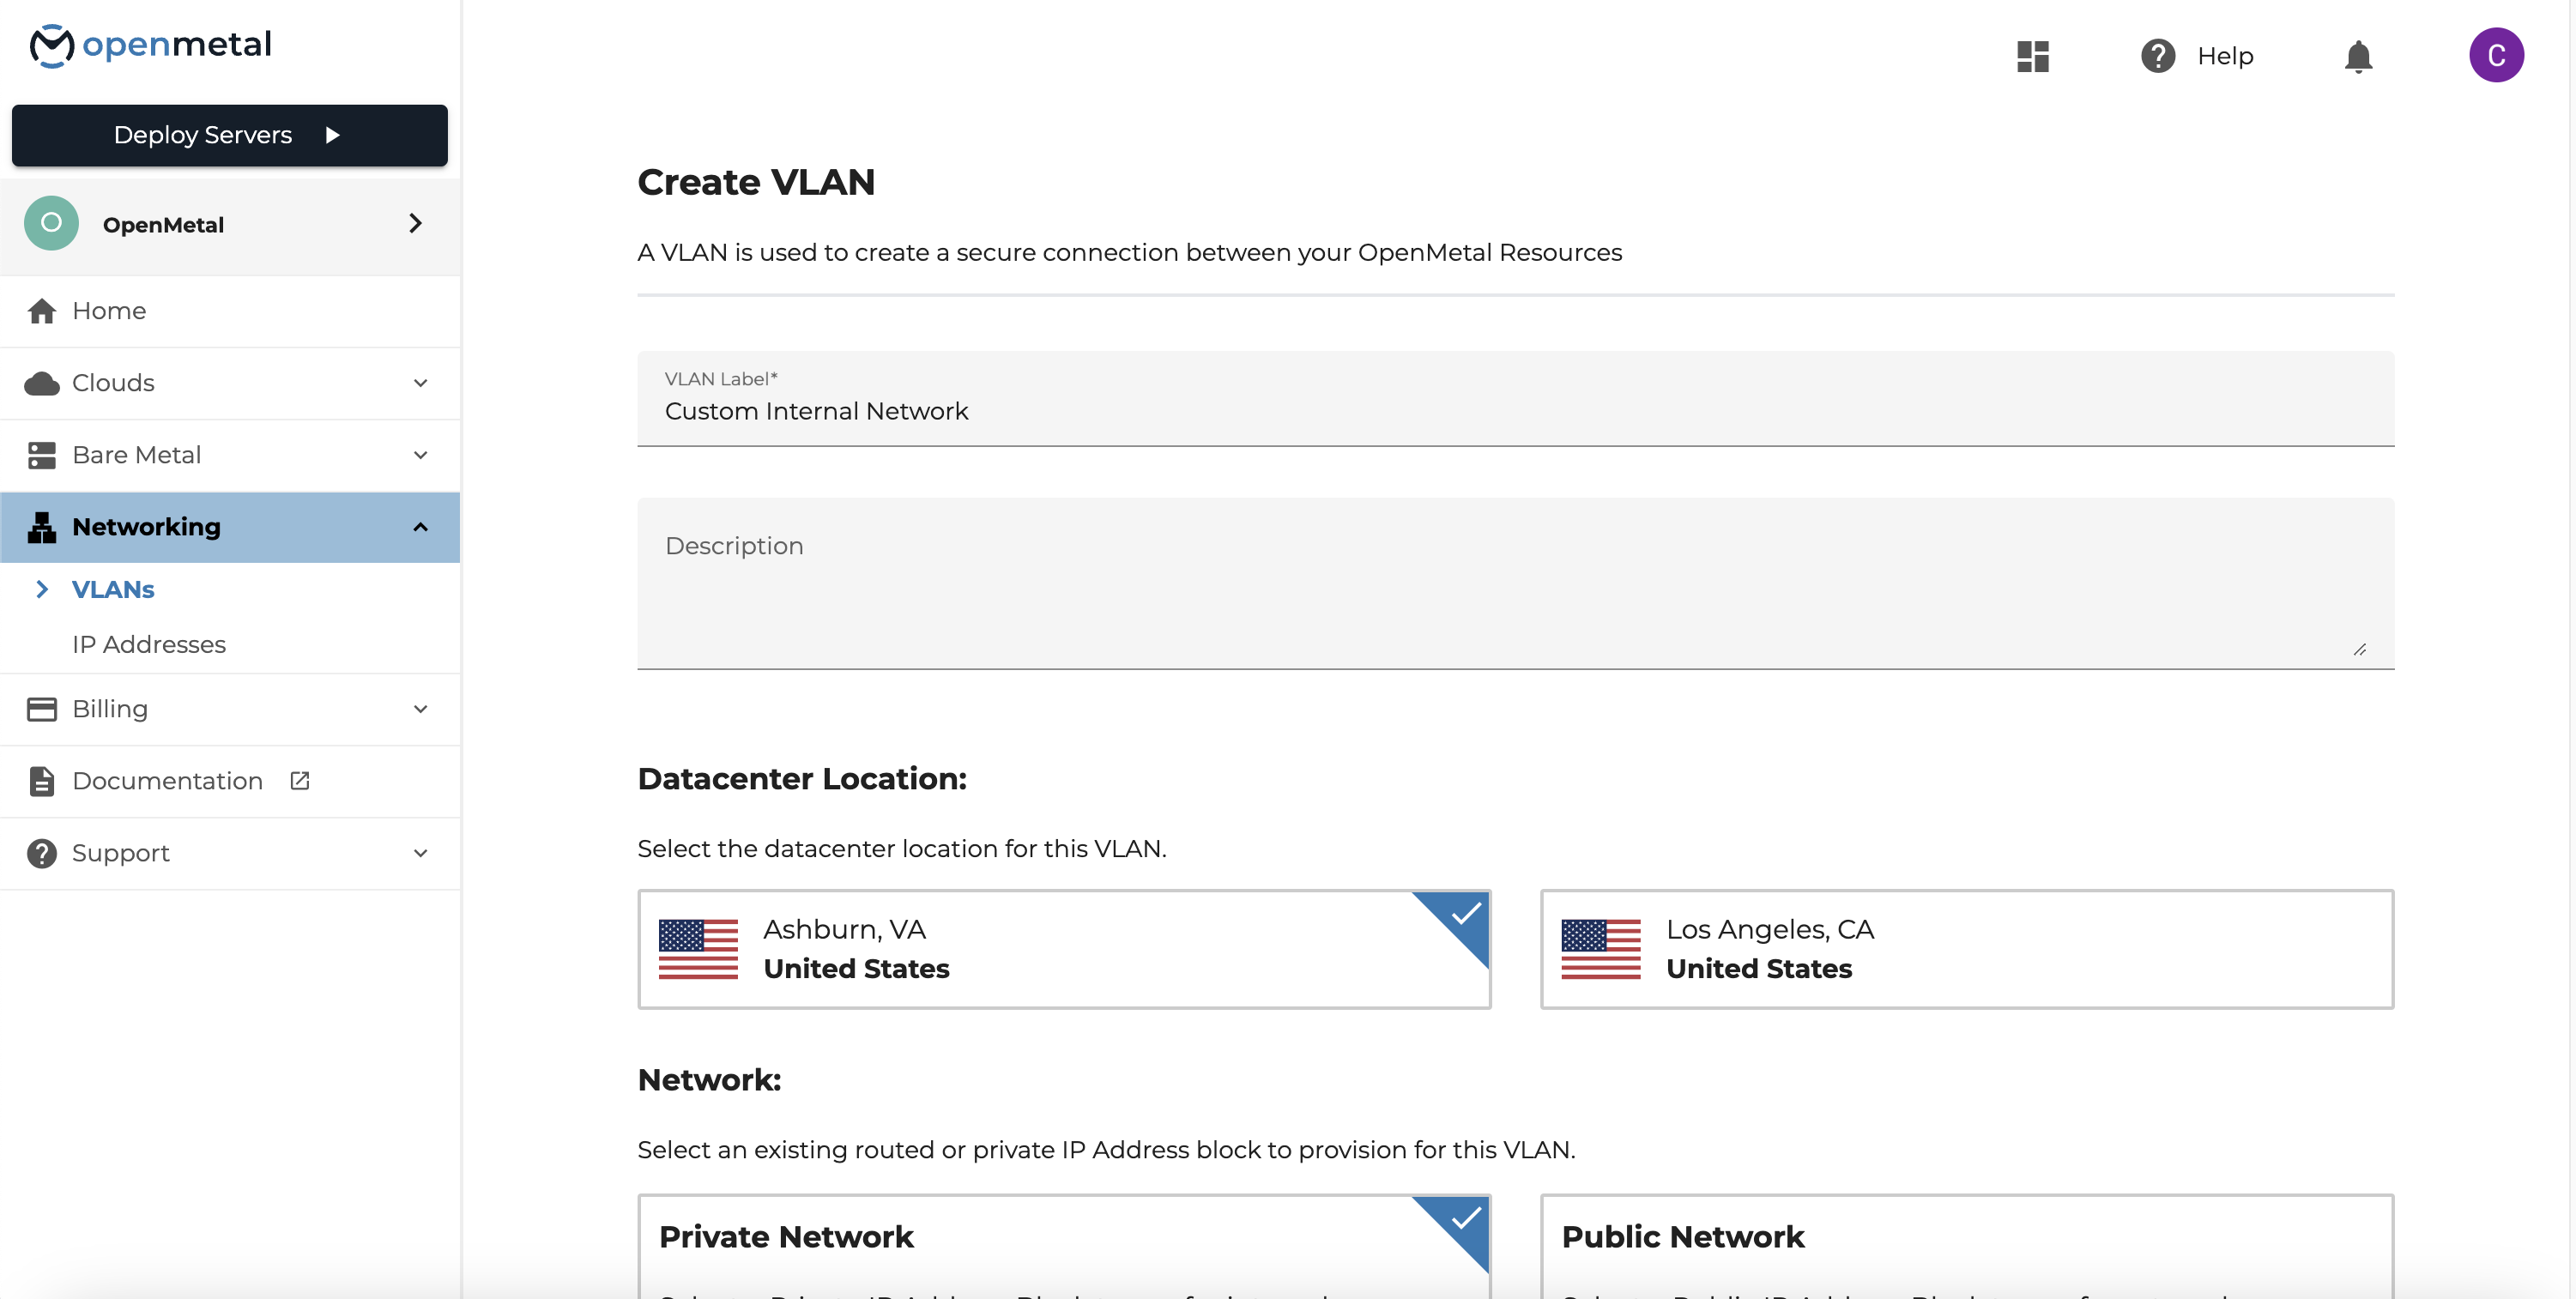 openmetal
Deploy Servers
O
OpenMetal
Home
Clouds
Bare Metal
Networking
VLANs
IP Addresses
Billing
Documentation
Support
Help
C
Create VLAN
A VLAN is used to create a secure connection between your OpenMetal Resources
VLAN Label*
Custom Internal Network
Description
Datacenter Location:
Select the datacenter location for this VLAN.
Ashburn, VA
United States
Los Angeles, CA
United States
Network:
Select an existing routed or private IP Address block to provision for this VLAN.
Private Network
Public Network